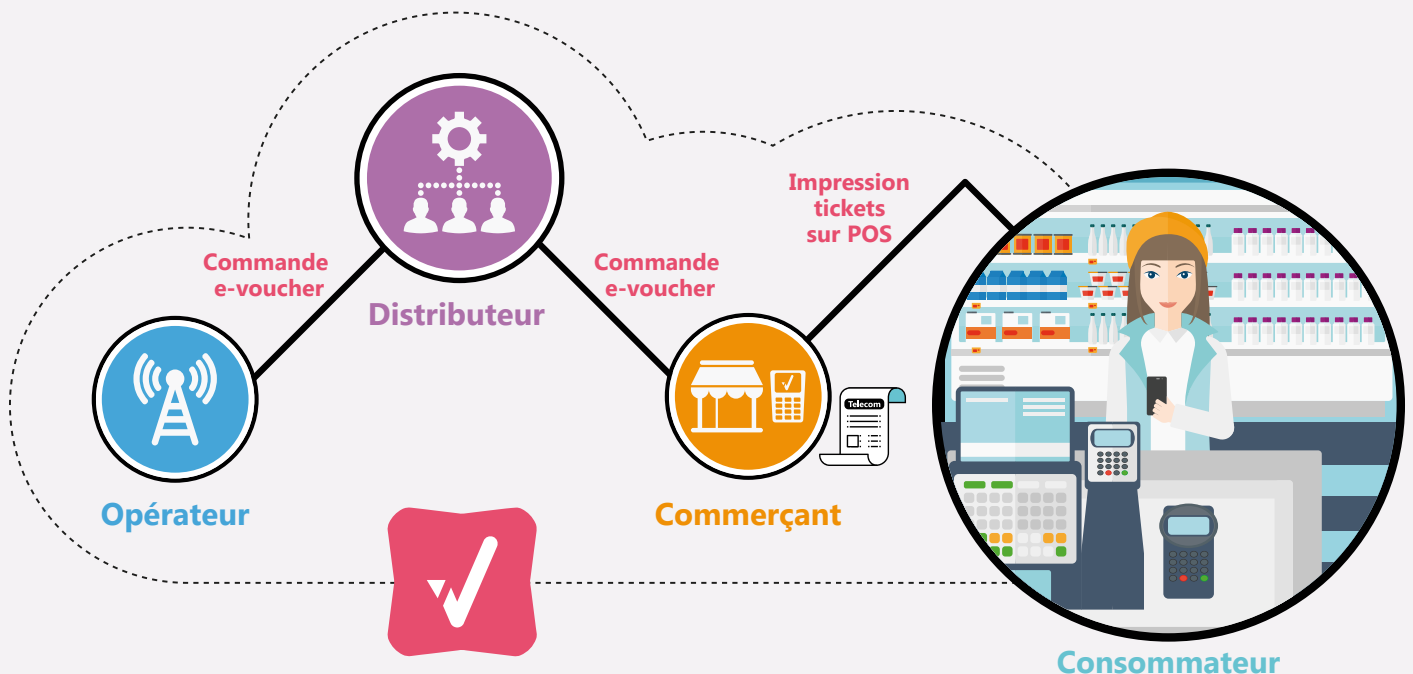 Impression
tickets
sur POS
Commande
e-voucher
Commande
e-voucher
Distributeur
Telecom
Opérateur
Commerçant
Consommateur